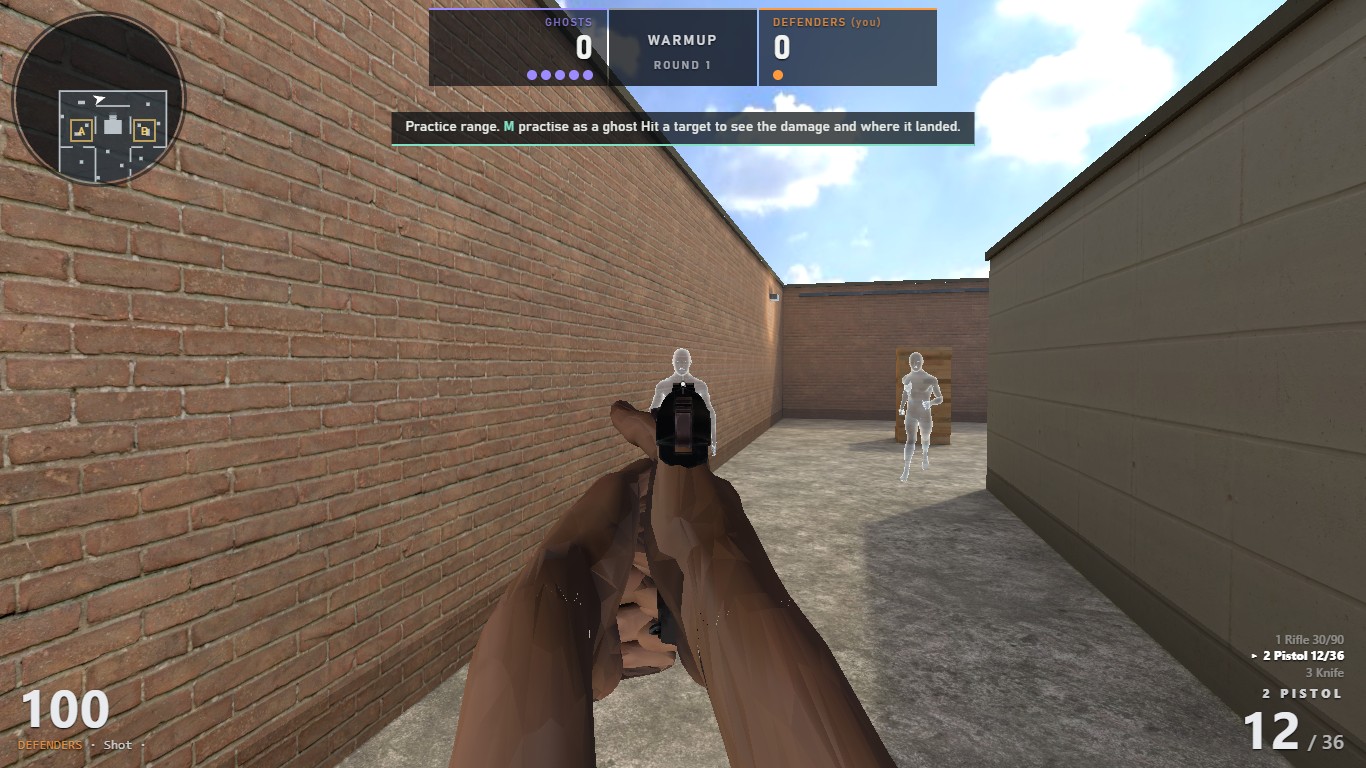 GHOSTS
0
WARMUP
ROUND 1
DEFENDERS (you)
0
Practice range. M practise as a ghost Hit a target to see the damage and where it landed.
A
B
1 Rifle 30/90
▸ 2 Pistol 12/36
3 Knife
2 PISTOL
12 / 36
100
DEFENDERS · Shot ·